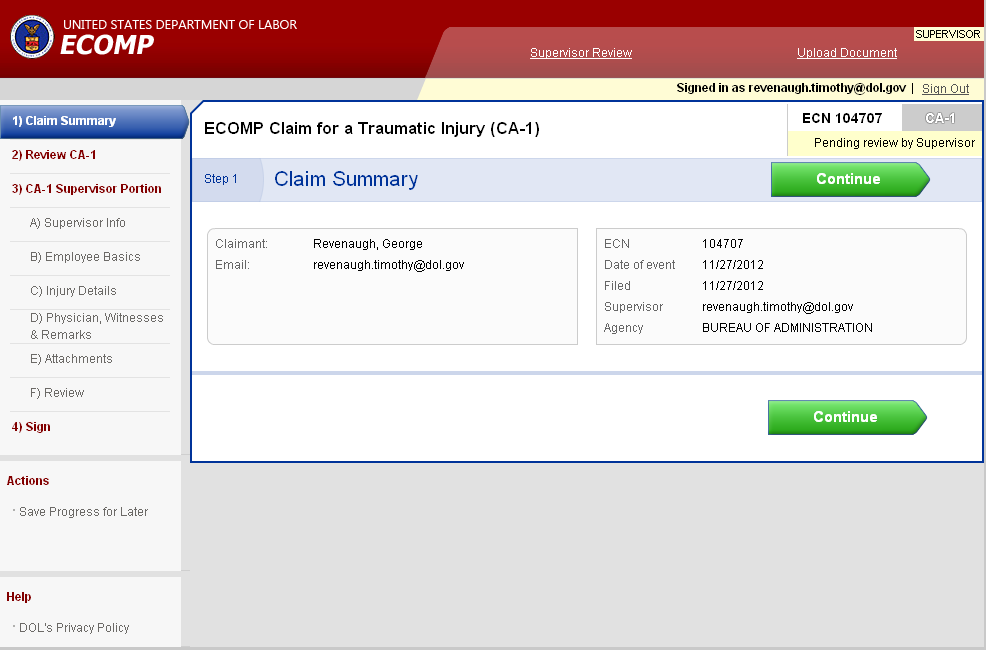 UNITED STATES DEPARTMENT OF LABOR
ECOMP
SUPERVISOR
Supervisor Review
Upload Document
Signed in as revenaugh.timothy@dol.gov | Sign Out
1) Claim Summary
2) Review CA-1
3) CA-1 Supervisor Portion
A) Supervisor Info
B) Employee Basics
C) Injury Details
D) Physician, Witnesses
& Remarks
E) Attachments
F) Review
4) Sign
Actions
Save Progress for Later
Help
DOL's Privacy Policy
ECOMP Claim for a Traumatic Injury (CA-1)
ECN 104707
CA-1
Pending review by Supervisor
Step 1
Claim Summary
Continue
Claimant: Revenaugh, George
Email: revenaugh.timothy@dol.gov
ECN 104707
Date of event 11/27/2012
Filed 11/27/2012
Supervisor revenaugh.timothy@dol.gov
Agency BUREAU OF ADMINISTRATION
Continue